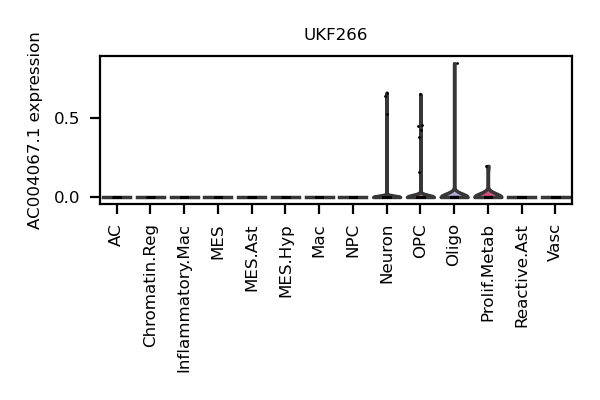 UKF266
AC004067.1 expression
0.5
0.0
AC
Chromatin.Reg
Inflammatory.Mac
MES
MES.Ast
MES.Hyp
Mac
NPC
Neuron
OPC
Oligo
Prolif.Metab
Reactive.Ast
Vasc